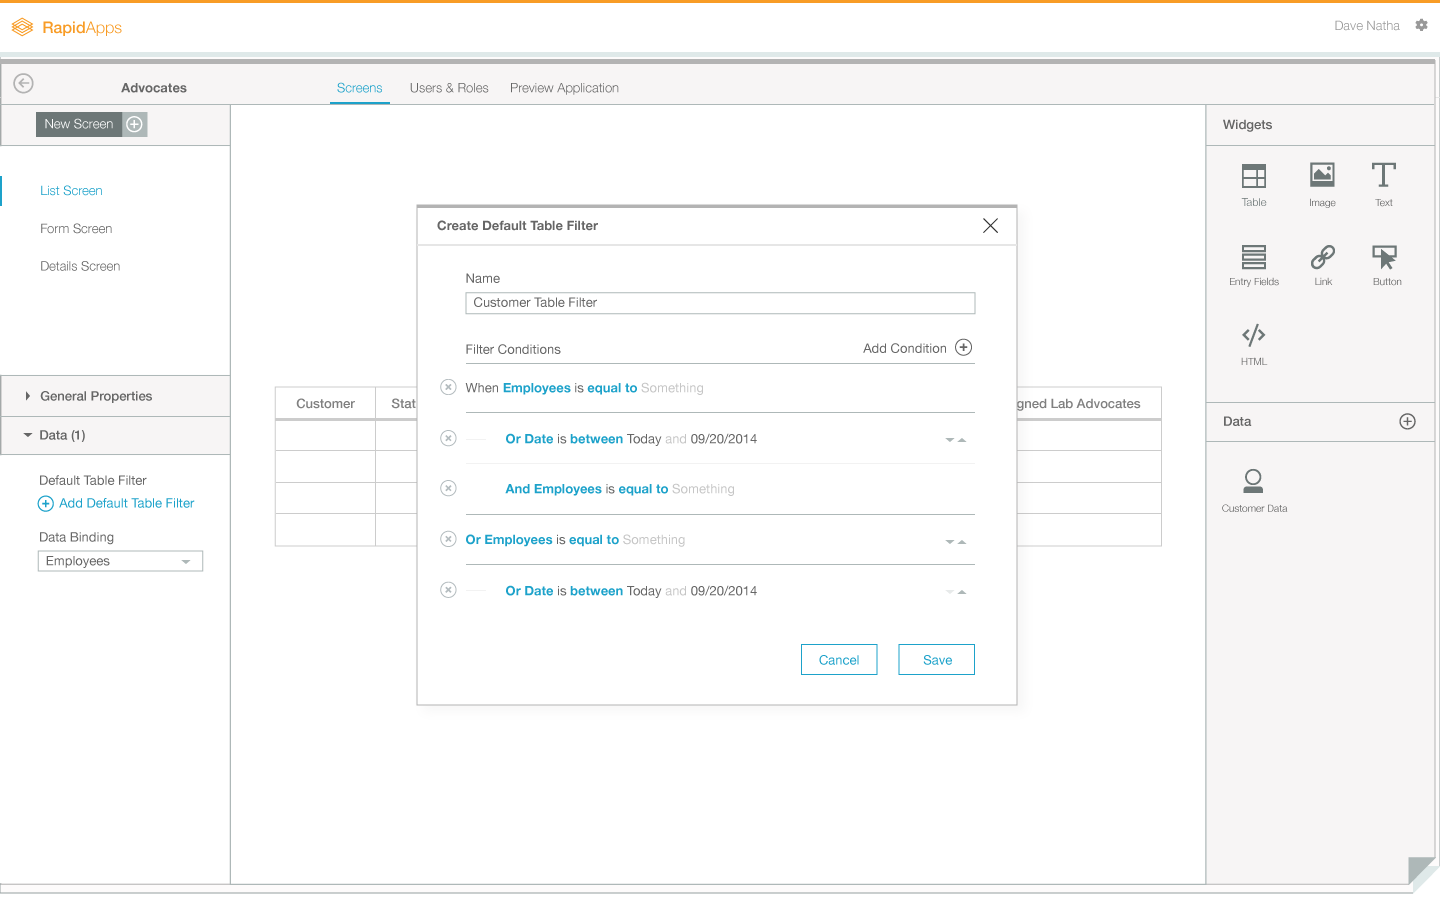 RapidApps
Dave Natha
Advocates
Screens
Users & Roles
Preview Application
New Screen
List Screen
Form Screen
Details Screen
General Properties
Data (1)
Default Table Filter
Add Default Table Filter
Data Binding
Employees
Customer
Stat
gned Lab Advocates
Create Default Table Filter
Name
Customer Table Filter
Filter Conditions
Add Condition
When Employees is equal to Something
Or Date is between Today and 09/20/2014
And Employees is equal to Something
Or Employees is equal to Something
Or Date is between Today and 09/20/2014
Cancel
Save
Widgets
Table
Image
Text
Entry Fields
Link
Button
HTML
Data
Customer Data